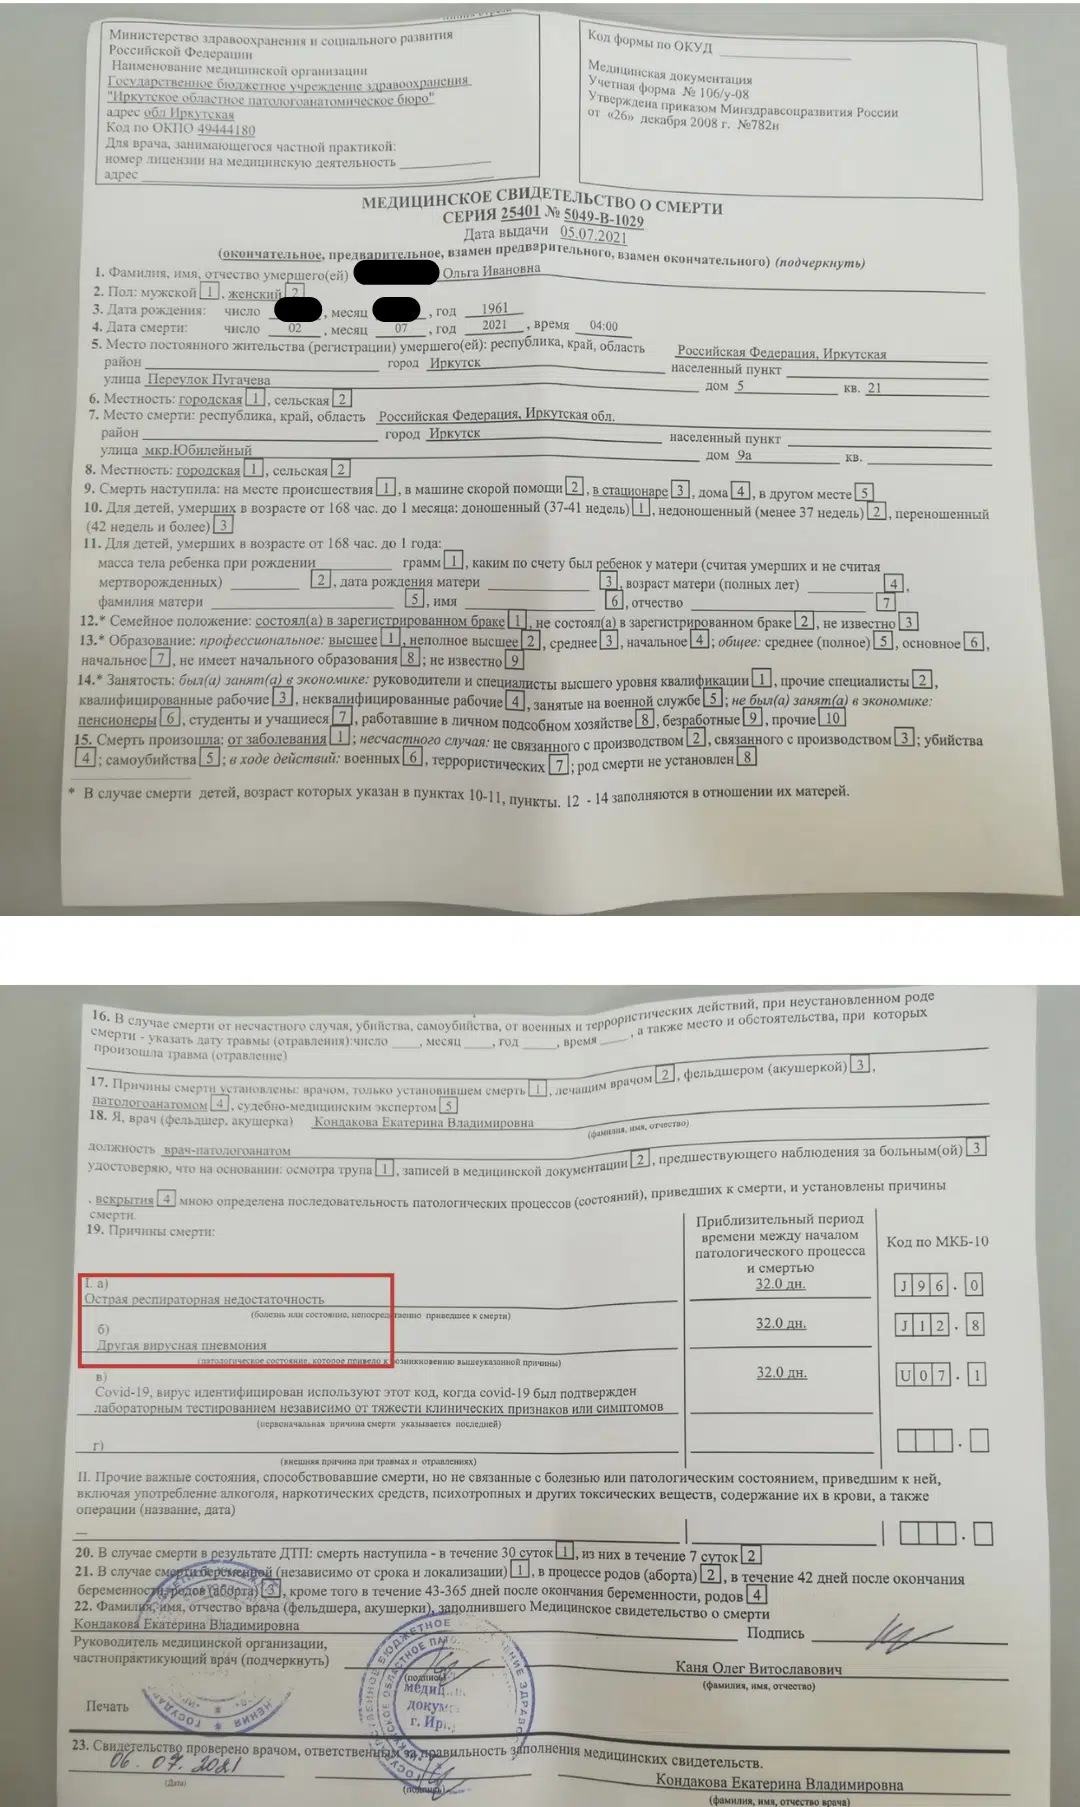 Министерство здравоохранения и социального развития
Российской Федерации
Наименование медицинской организации
Государственное бюджетное учреждение здравоохранения
"Иркутское областное патологоанатомическое бюро"
адрес обл Иркутская
Код по ОКПО 49444180
Для врача, занимающегося частной практикой:
номер лицензии на медицинскую деятельность
адрес
Код формы по ОКУД
Медицинская документация
Учетная форма № 106/у-08
Утверждена приказом Минздравсоцразвития России
от «26» декабря 2008 г. №782н
МЕДИЦИНСКОЕ СВИДЕТЕЛЬСТВО О СМЕРТИ
СЕРИЯ 25401 № 5049-В-1029
Дата выдачи 05.07.2021
(окончательное, предварительное, взамен предварительного, взамен окончательного) (подчеркнуть)
1. Фамилия, имя, отчество умершего(ей) Ольга Ивановна
2. Пол: мужской 1, женский 2
3. Дата рождения: число , месяц , год 1961
4. Дата смерти: число 02, месяц 07, год 2021, время 04:00
5. Место постоянного жительства (регистрации) умершего(ей): республика, край, область Российская Федерация, Иркутская
район город Иркутск населенный пункт
улица Переулок Пугачева дом 5 кв. 21
6. Местность: городская 1, сельская 2
7. Место смерти: республика, край, область Российская Федерация, Иркутская обл.
район город Иркутск населенный пункт
улица мкр.Юбилейный дом 9а кв.
8. Местность: городская 1, сельская 2
9. Смерть наступила: на месте происшествия 1, в машине скорой помощи 2, в стационаре 3, дома 4, в другом месте 5
10. Для детей, умерших в возрасте от 168 час. до 1 месяца: доношенный (37-41 недель) 1, недоношенный (менее 37 недель) 2, переношенный
(42 недель и более) 3
11. Для детей, умерших в возрасте от 168 час. до 1 года:
масса тела ребенка при рождении грамм 1, каким по счету был ребенок у матери (считая умерших и не считая
мертворожденных) 2, дата рождения матери 3, возраст матери (полных лет) 4,
фамилия матери 5, имя 6, отчество 7
12.* Семейное положение: состоял(а) в зарегистрированном браке 1, не состоял(а) в зарегистрированном браке 2, не известно 3
13.* Образование: профессиональное: высшее 1, неполное высшее 2, среднее 3, начальное 4; общее: среднее (полное) 5, основное 6,
начальное 7, не имеет начального образования 8; не известно 9
14.* Занятость: был(а) занят(а) в экономике: руководители и специалисты высшего уровня квалификации 1, прочие специалисты 2,
квалифицированные рабочие 3, неквалифицированные рабочие 4, занятые на военной службе 5; не был(а) занят(а) в экономике:
пенсионеры 6, студенты и учащиеся 7, работавшие в личном подсобном хозяйстве 8, безработные 9, прочие 10
15. Смерть произошла: от заболевания 1; несчастного случая: не связанного с производством 2, связанного с производством 3; убийства
4; самоубийства 5; в ходе действий: военных 6, террористических 7; род смерти не установлен 8
* В случае смерти детей, возраст которых указан в пунктах 10-11, пункты. 12 - 14 заполняются в отношении их матерей.
16. В случае смерти от несчастного случая, убийства, самоубийства, от военных и террористических действий, при неустановленном роде
смерти - указать дату травмы (отравления):число , месяц , год , время , а также место и обстоятельства, при которых
произошла травма (отравление)
17. Причины смерти установлены: врачом, только установившем смерть 1, лечащим врачом 2, фельдшером (акушеркой) 3,
патологоанатомом 4, судебно-медицинским экспертом 5
18. Я, врач (фельдшер, акушерка) Кондакова Екатерина Владимировна
(фамилия, имя, отчество)
должность врач-патологоанатом
удостоверяю, что на основании: осмотра трупа 1, записей в медицинской документации 2, предшествующего наблюдения за больным(ой) 3
, вскрытия 4 мною определена последовательность патологических процессов (состояний), приведших к смерти, и установлены причины
смерти.
19. Причины смерти:
Приблизительный период
времени между началом
патологического процесса
и смертью
Код по МКБ-10
I. а)
Острая респираторная недостаточность 32.0 дн. J96.0
(болезнь или состояние, непосредственно приведшее к смерти)
б)
Другая вирусная пневмония 32.0 дн. J12.8
(патологическое состояние, которое привело к возникновению вышеуказанной причины)
в) 32.0 дн. U07.1
Covid-19, вирус идентифицирован используют этот код, когда covid-19 был подтвержден
лабораторным тестированием независимо от тяжести клинических признаков или симптомов
(первоначальная причина смерти указывается последней)
г)
(внешняя причина при травмах и отравлениях)
II. Прочие важные состояния, способствовавшие смерти, но не связанные с болезнью или патологическим состоянием, приведшим к ней,
включая употребление алкоголя, наркотических средств, психотропных и других токсических веществ, содержание их в крови, а также
операции (название, дата)
—
20. В случае смерти в результате ДТП: смерть наступила - в течение 30 суток 1, из них в течение 7 суток 2
21. В случае смерти беременной (независимо от срока и локализации) 1, в процессе родов (аборта) 2, в течение 42 дней после окончания
беременности, родов (аборта) 3, кроме того в течение 43-365 дней после окончания беременности, родов 4
22. Фамилия, имя, отчество врача (фельдшера, акушерки), заполнившего Медицинское свидетельство о смерти
Кондакова Екатерина Владимировна Подпись
Руководитель медицинской организации,
частнопрактикующий врач (подчеркнуть) Каня Олег Витославович
(подпись) (фамилия, имя, отчество)
Печать
23. Свидетельство проверено врачом, ответственным за правильность заполнения медицинских свидетельств.
06.07.2021 Кондакова Екатерина Владимировна
(Дата) (подпись) (фамилия, имя, отчество врача)